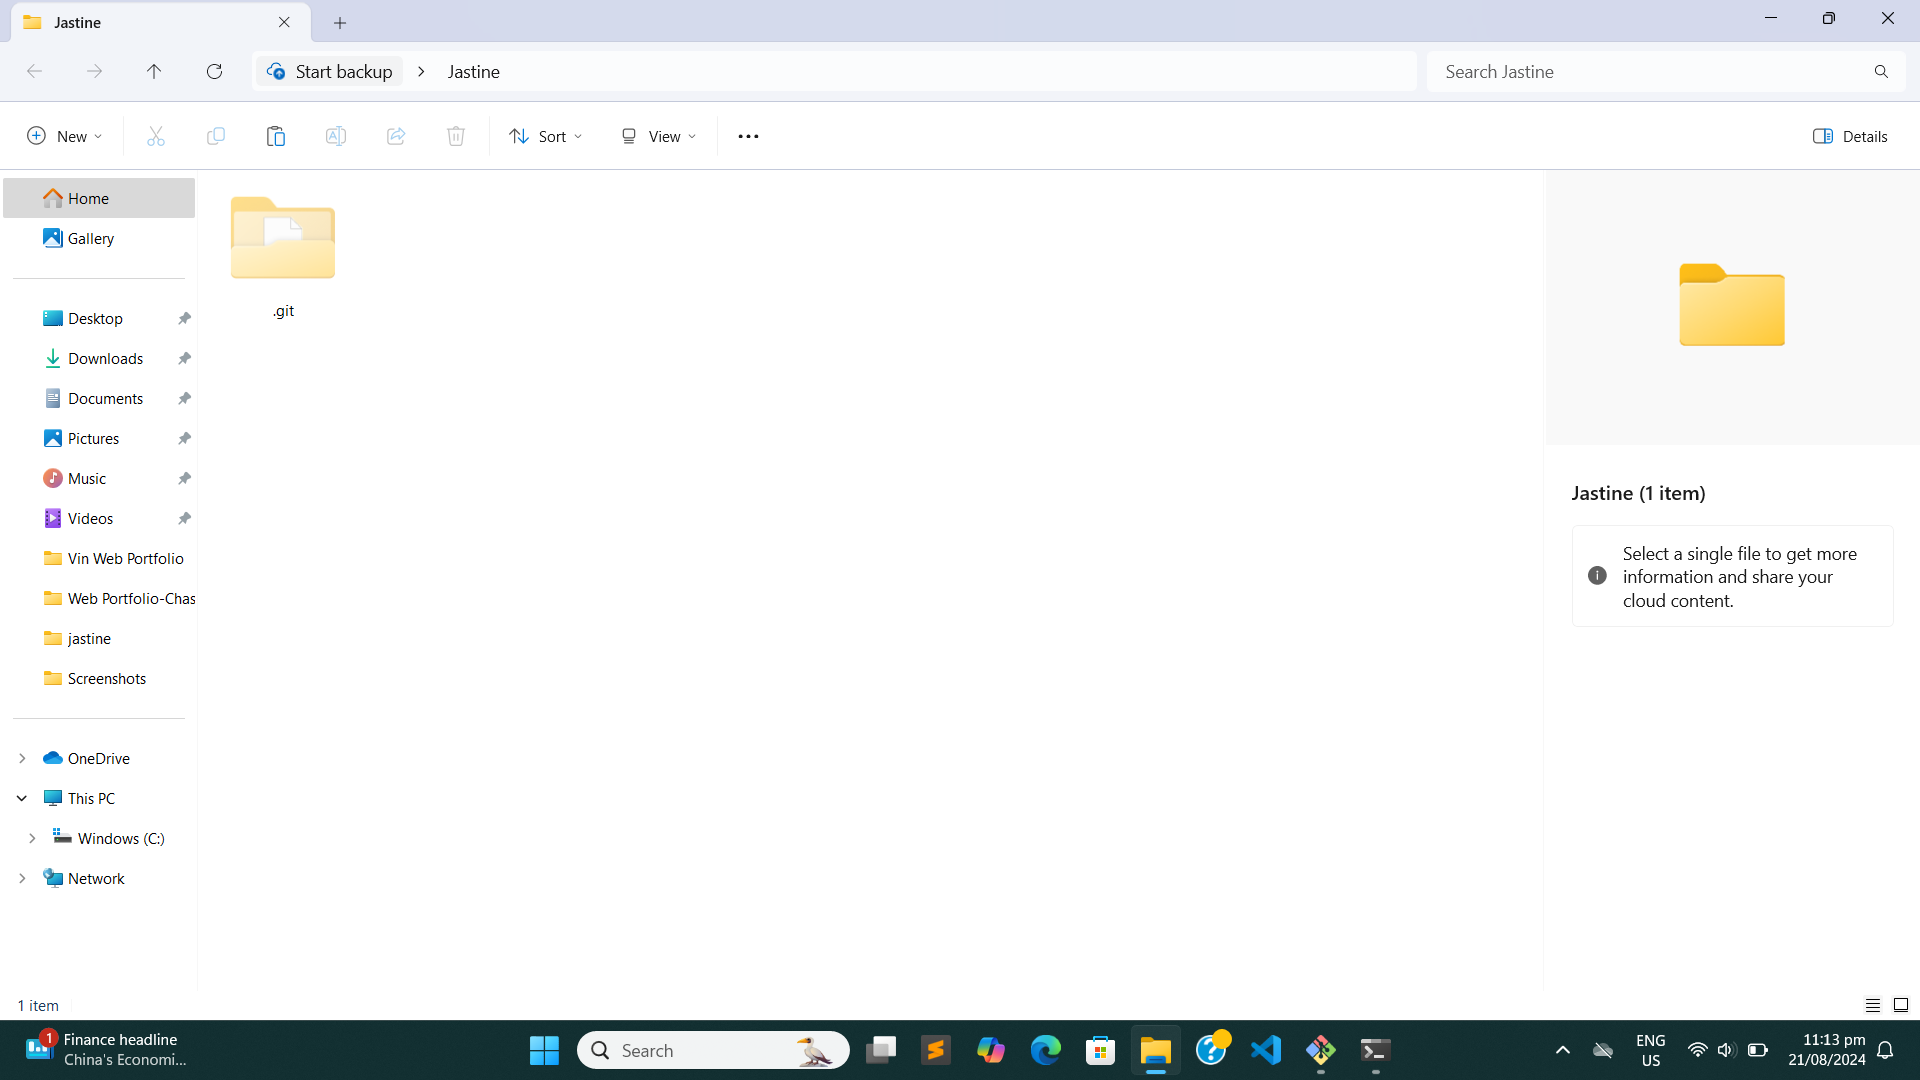 Jastine
Start backup
Jastine
Search Jastine
New
Sort
View
Details
Home
Gallery
Desktop
Downloads
Documents
Pictures
Music
Videos
Vin Web Portfolio
Web Portfolio-Chas
jastine
Screenshots
OneDrive
This PC
Windows (C:)
Network
.git
Jastine (1 item)
Select a single file to get more
information and share your
cloud content.
1 item
1
Finance headline
China's Economi...
Search
ENG
US
11:13 pm
21/08/2024